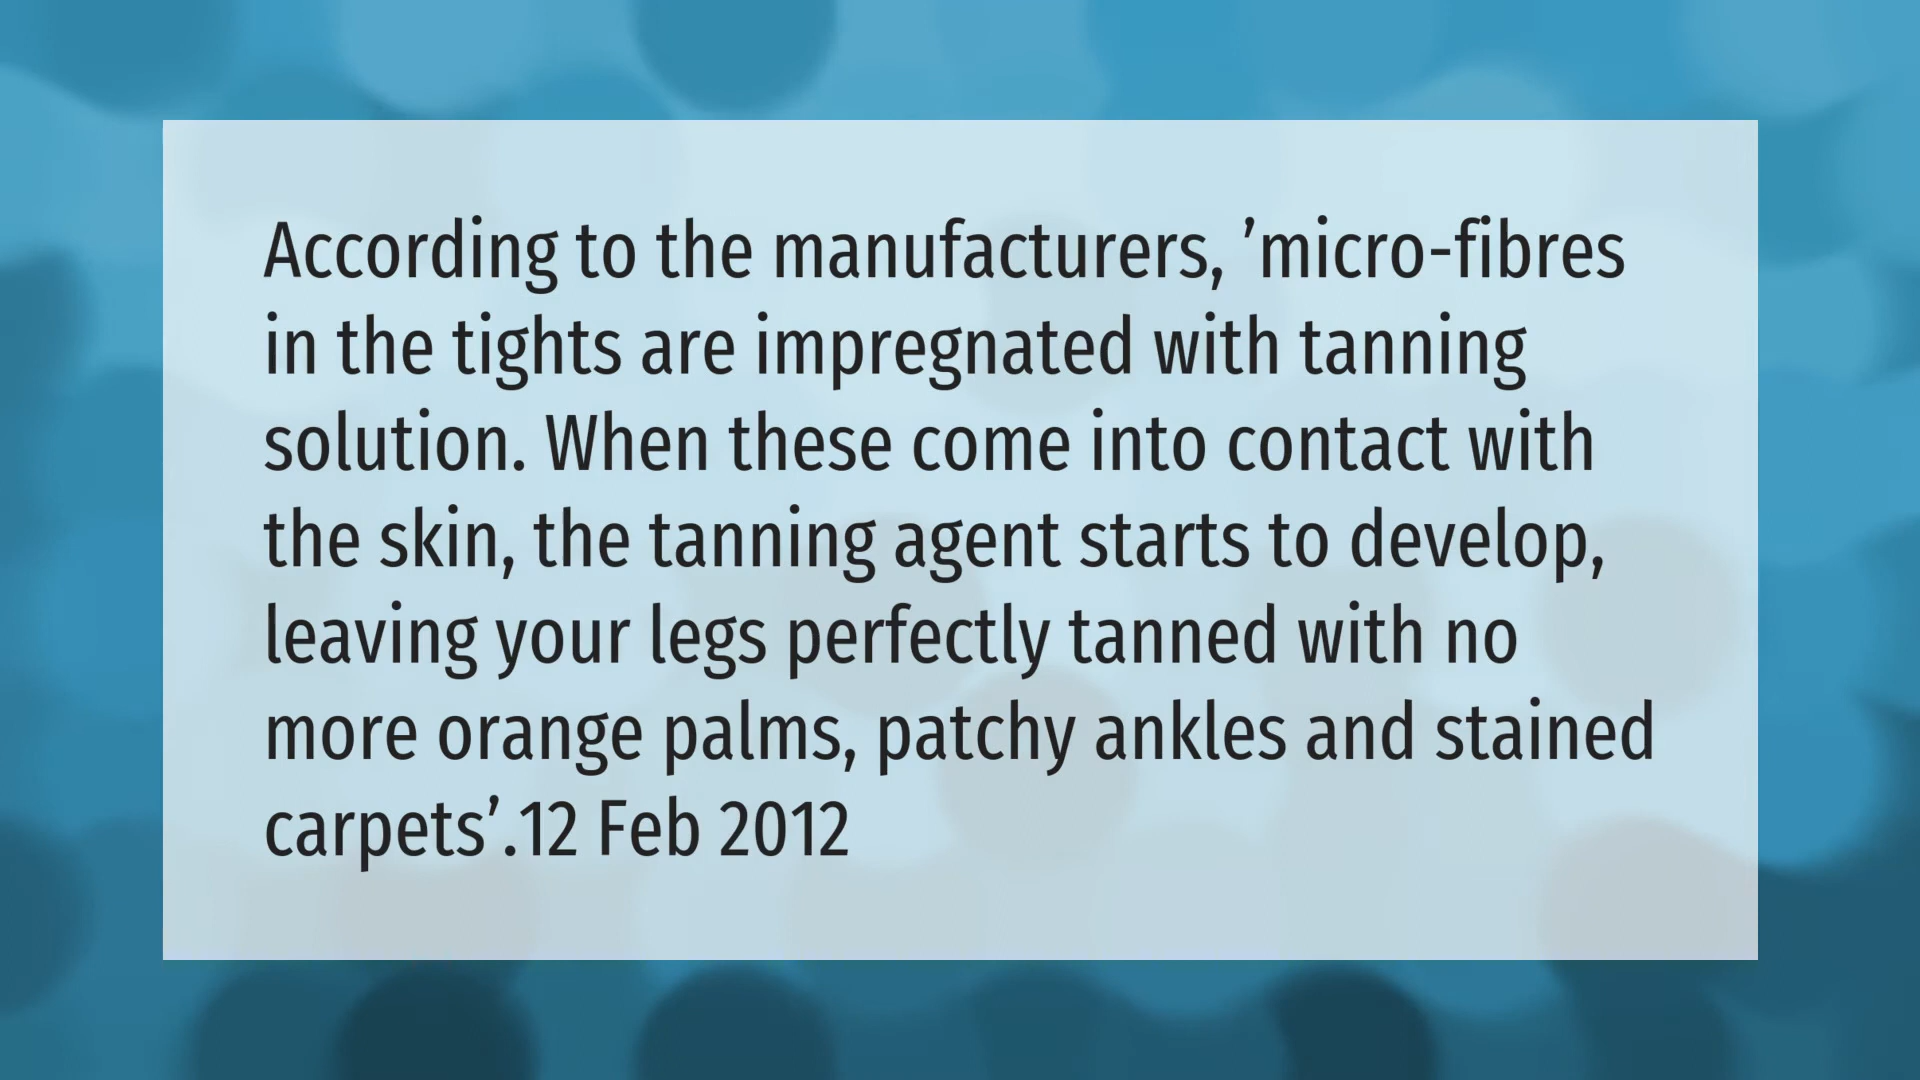 According to the manufacturers, ’micro-fibres
in the tights are impregnated with tanning
solution. When these come into contact with
the skin, the tanning agent starts to develop,
leaving your legs perfectly tanned with no
more orange palms, patchy ankles and stained
carpets’.12 Feb 2012